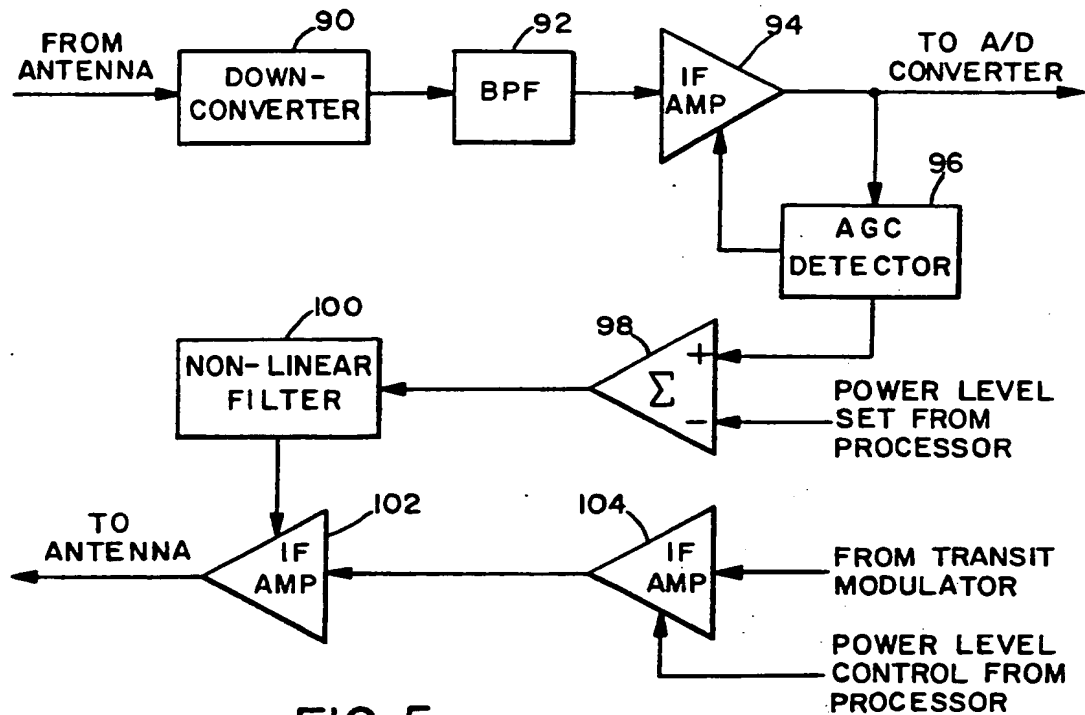 FROM
ANTENNA
90
DOWN-
CONVERTER
92
BPF
94
IF
AMP
TO A/D
CONVERTER
96
AGC
DETECTOR
100
NON-LINEAR
FILTER
98
+
Σ
-
POWER LEVEL
SET FROM
PROCESSOR
TO
ANTENNA
102
IF
AMP
104
IF
AMP
FROM TRANSIT
MODULATOR
POWER LEVEL
CONTROL FROM
PROCESSOR